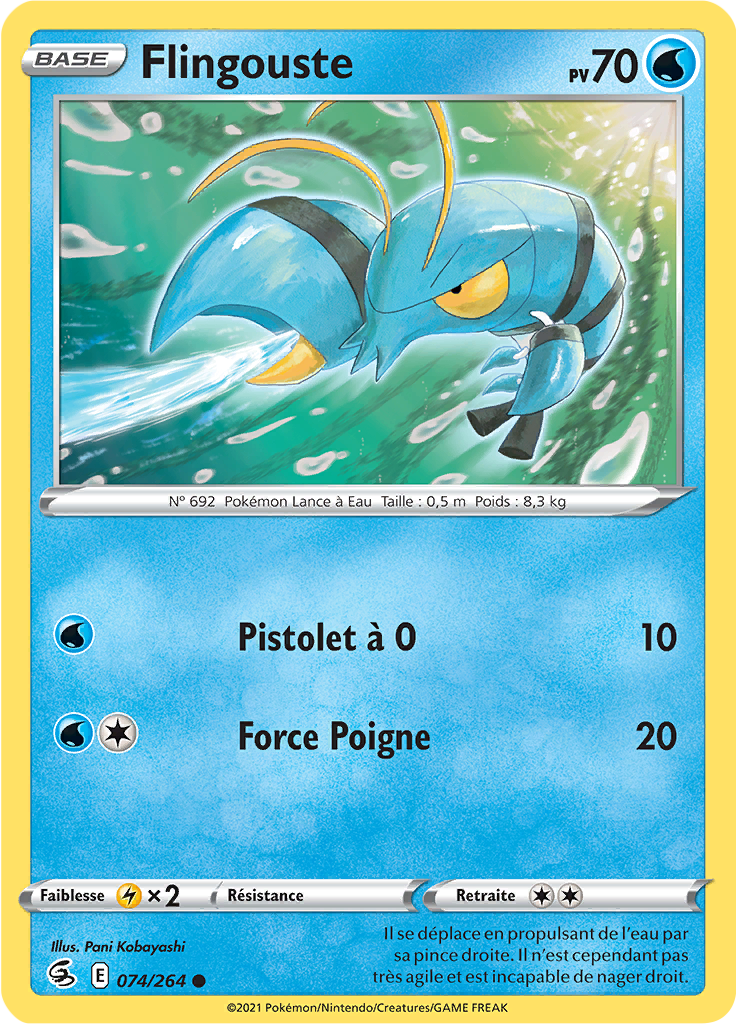 BASE Flingouste PV 70
N° 692 Pokémon Lance à Eau Taille : 0,5 m Poids : 8,3 kg
Pistolet à O 10
Force Poigne 20
Faiblesse ×2 Résistance Retraite
Illus. Pani Kobayashi
E 074/264
Il se déplace en propulsant de l'eau par
sa pince droite. Il n'est cependant pas
très agile et est incapable de nager droit.
©2021 Pokémon/Nintendo/Creatures/GAME FREAK